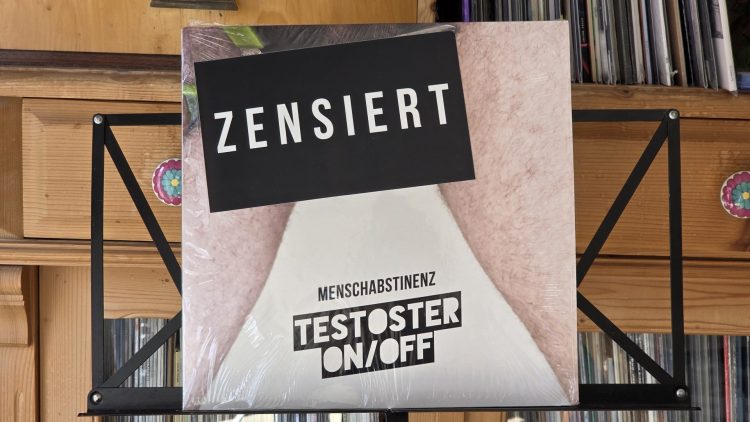 ZENSIERT
MENSCHABSTINENZ
TESTOSTER
ON/OFF